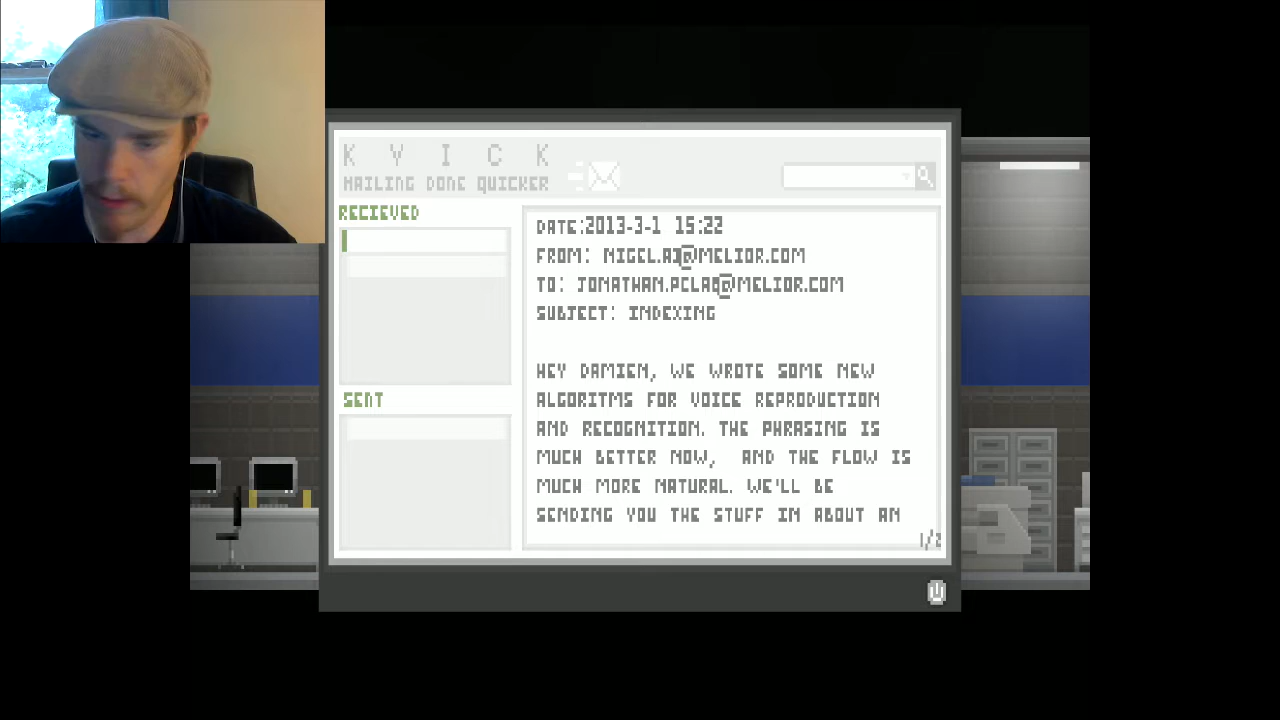 K V I C K
MAILING DONE QUICKER
RECIEVED
SENT
DATE:2013-3-1 15:22
FROM: NIGEL.AI@MELIOR.COM
TO: JONATHAN.PCLAB@MELIOR.COM
SUBJECT: INDEXING
HEY DAMIEN, WE WROTE SOME NEW
ALGORITMS FOR VOICE REPRODUCTION
AND RECOGNITION. THE PHRASING IS
MUCH BETTER NOW, AND THE FLOW IS
MUCH MORE NATURAL. WE'LL BE
SENDING YOU THE STUFF IN ABOUT AN
1/2